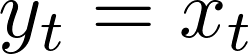 y_t = x_t